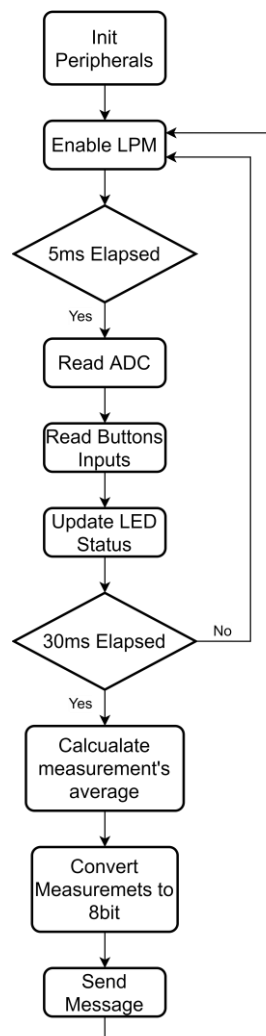 Init
Peripherals
Enable LPM
5ms Elapsed
Yes
Read ADC
Read Buttons
Inputs
Update LED
Status
30ms Elapsed
No
Yes
Calcualate
measurement's
average
Convert
Measuremets to
8bit
Send
Message